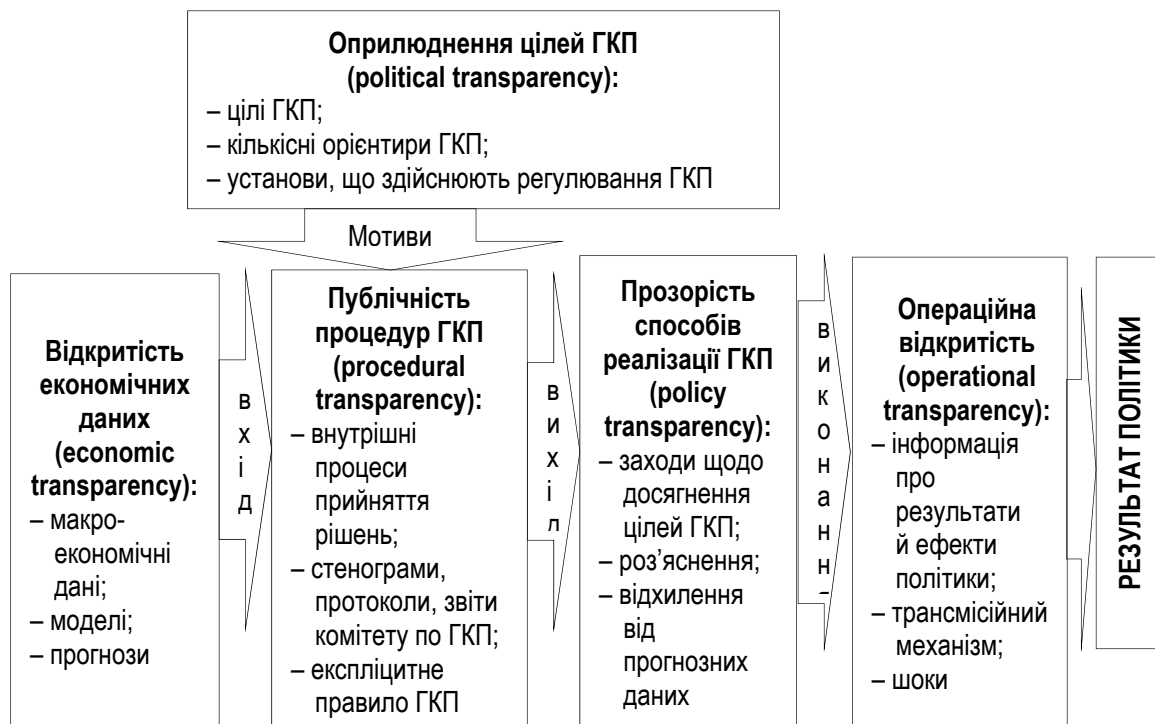 Оприлюднення цілей ГКП
(political transparency):
– цілі ГКП;
– кількісні орієнтири ГКП;
– установи, що здійснюють регулювання ГКП
Мотиви
Відкритість
економічних
даних
(economic
transparency):
– макро-
економічні
дані;
– моделі;
– прогнози
вхід
Публічність
процедур ГКП
(procedural
transparency):
– внутрішні
процеси
прийняття
рішень;
– стенограми,
протоколи, звіти
комітету по ГКП;
– експліцитне
правило ГКП
вихід
Прозорість
способів
реалізації ГКП
(policy
transparency):
– заходи щодо
досягнення
цілей ГКП;
– роз’яснення;
– відхилення
від
прогнозних
даних
виконанн
Операційна
відкритість
(operational
transparency):
– інформація
про
результати
й ефекти
політики;
– трансмісійний
механізм;
– шоки
РЕЗУЛЬТАТ ПОЛІТИКИ